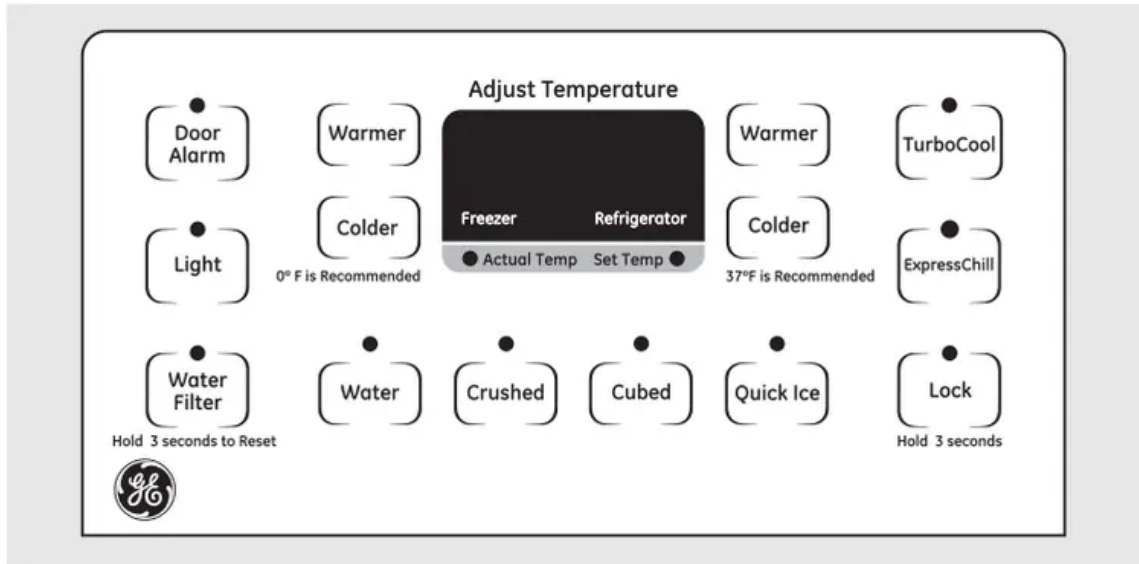 Adjust Temperature
Door
Alarm
Warmer
Warmer
TurboCool
Freezer
Refrigerator
Colder
Colder
Light
Actual Temp
Set Temp
ExpressChill
0° F is Recommended
37°F is Recommended
Water
Filter
Water
Crushed
Cubed
Quick Ice
Lock
Hold 3 seconds to Reset
Hold 3 seconds
GE